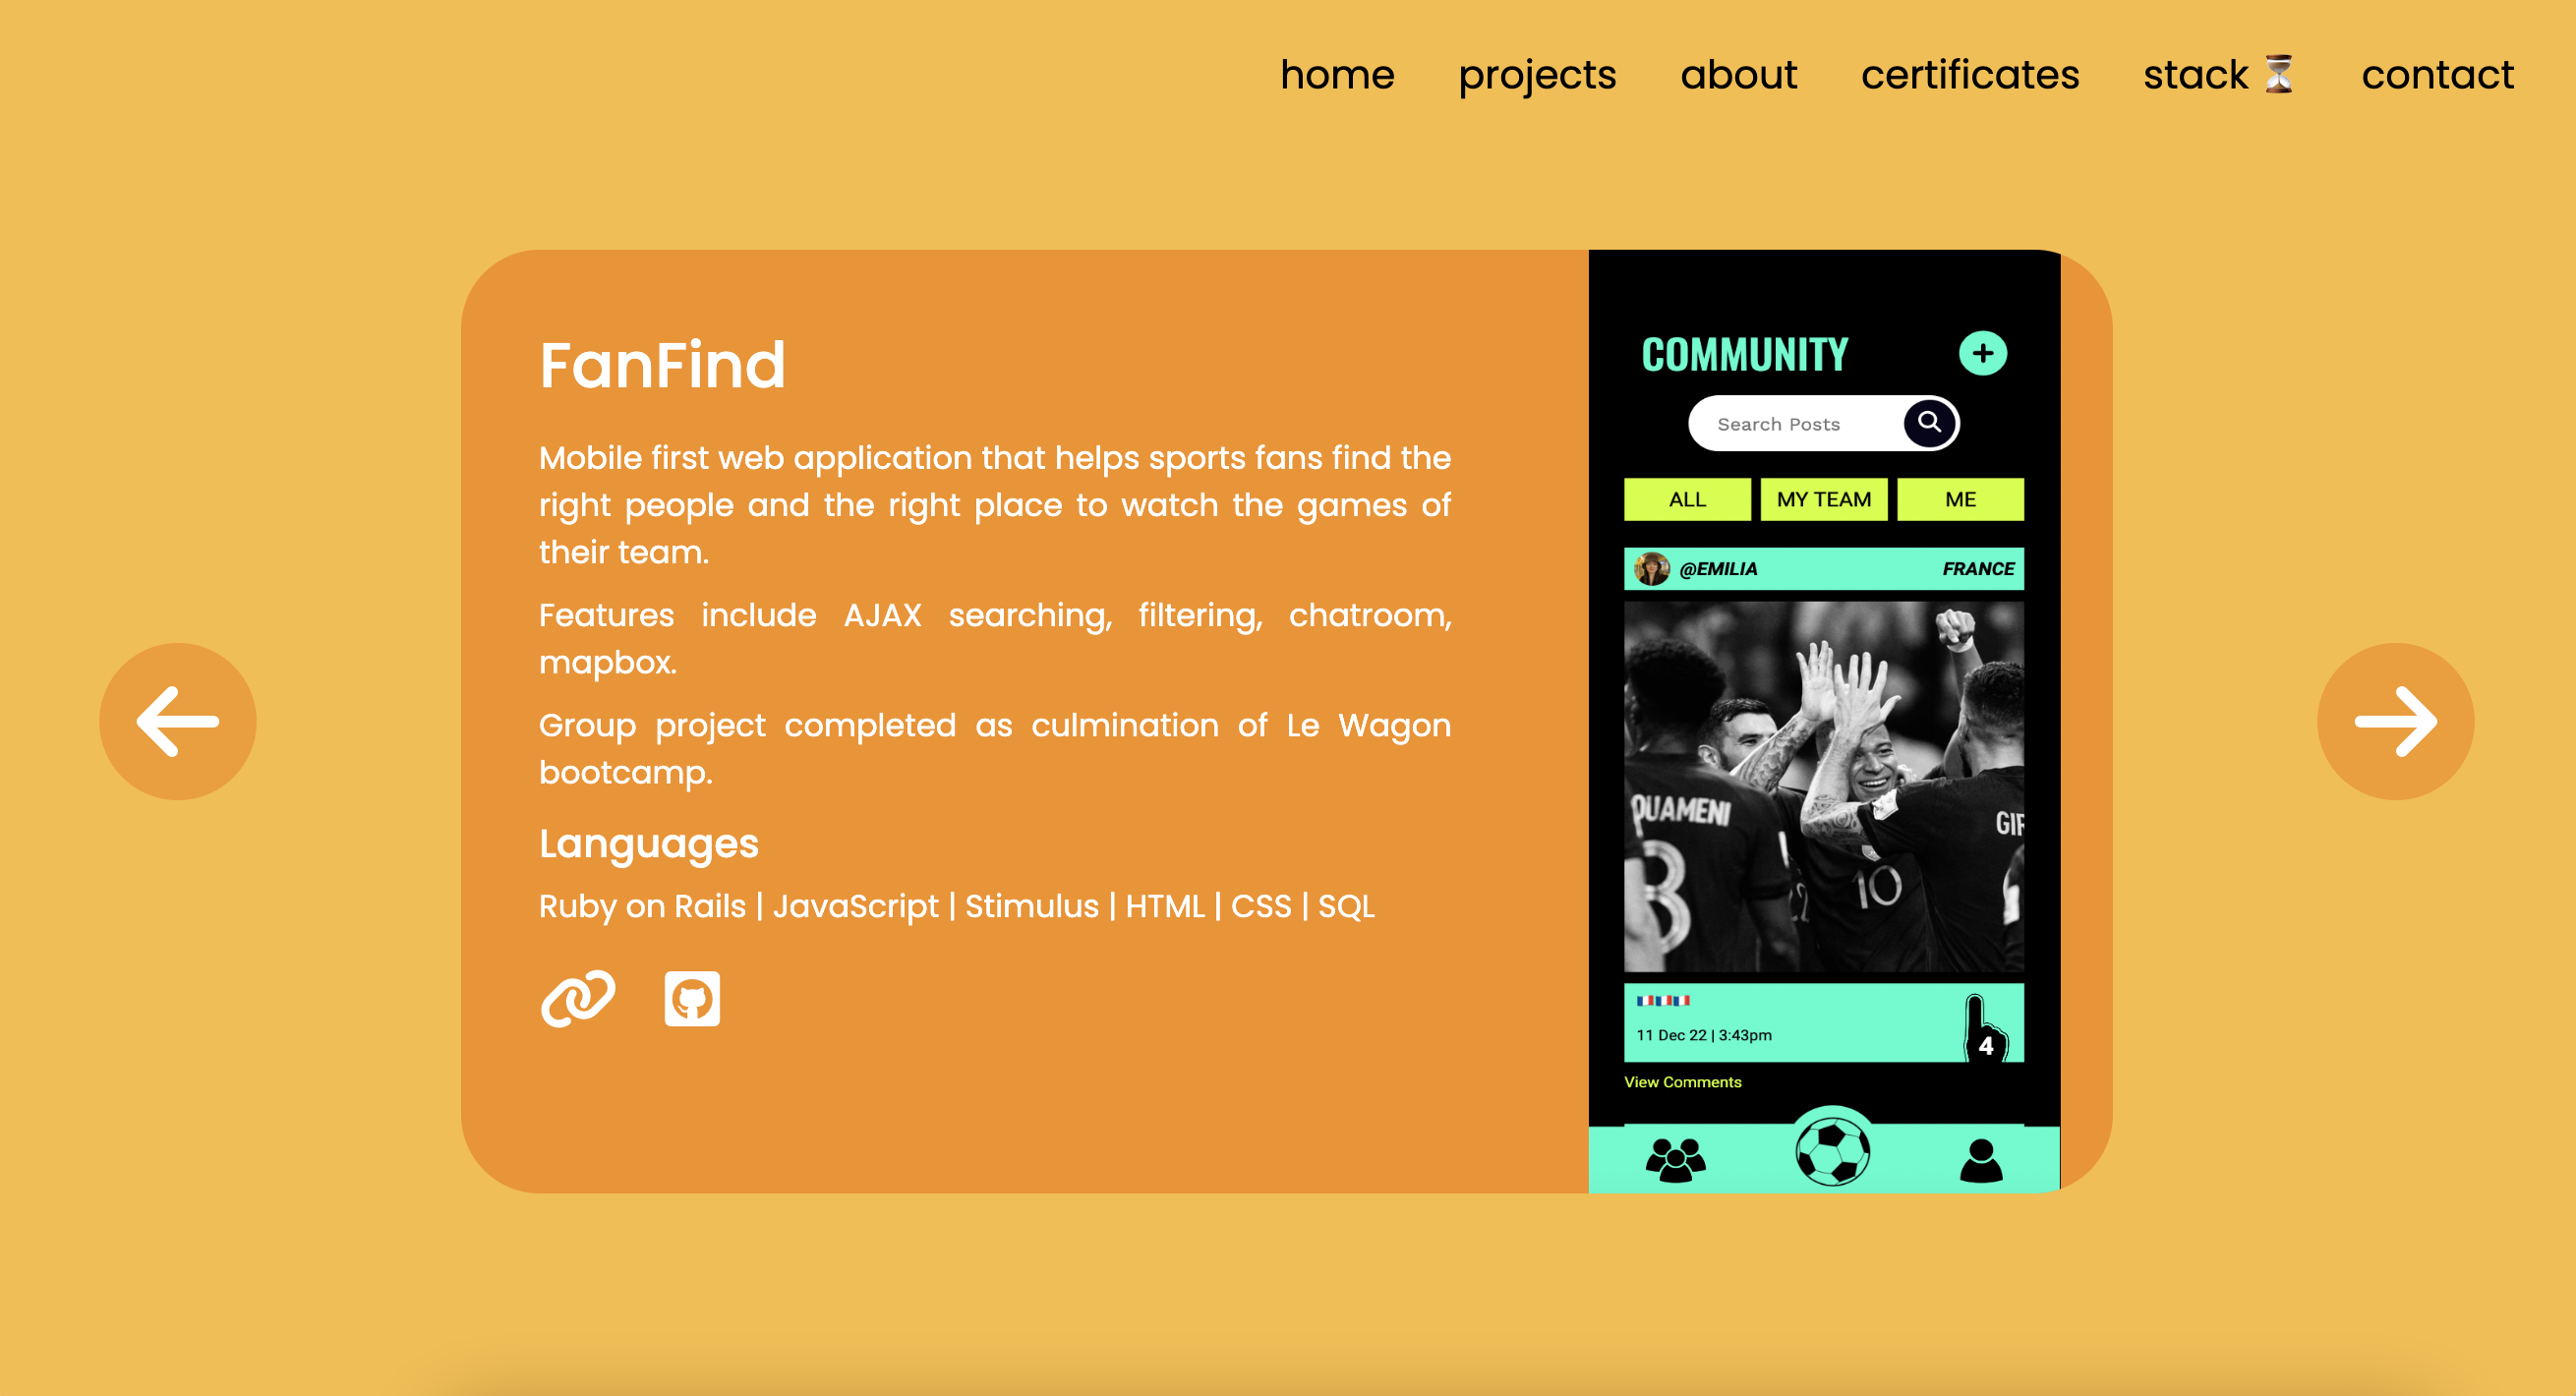 home projects about certificates stack ⏳ contact
FanFind
Mobile first web application that helps sports fans find the
right people and the right place to watch the games of
their team.
Features include AJAX searching, filtering, chatroom,
mapbox.
Group project completed as culmination of Le Wagon
bootcamp.
Languages
Ruby on Rails | JavaScript | Stimulus | HTML | CSS | SQL
COMMUNITY
Search Posts
ALL MY TEAM ME
@EMILIA FRANCE
OUAMENI
GIF
8
10
🇫🇷🇫🇷🇫🇷
11 Dec 22 | 3:43pm
4
View Comments